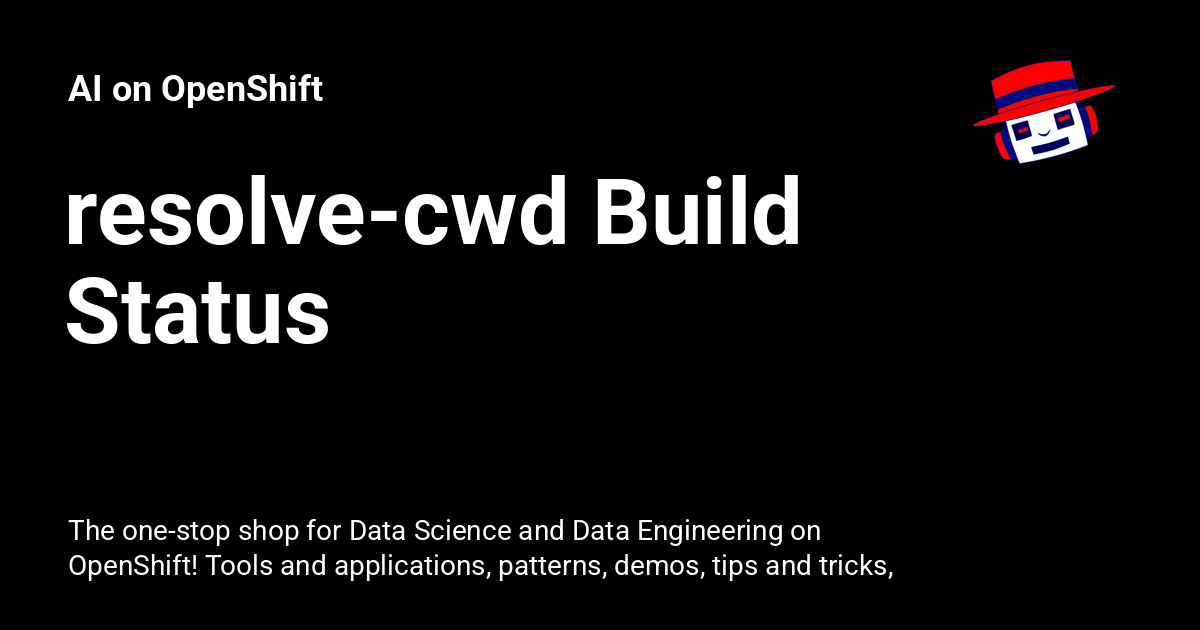 AI on OpenShift
resolve-cwd Build
Status
The one-stop shop for Data Science and Data Engineering on
OpenShift! Tools and applications, patterns, demos, tips and tricks,